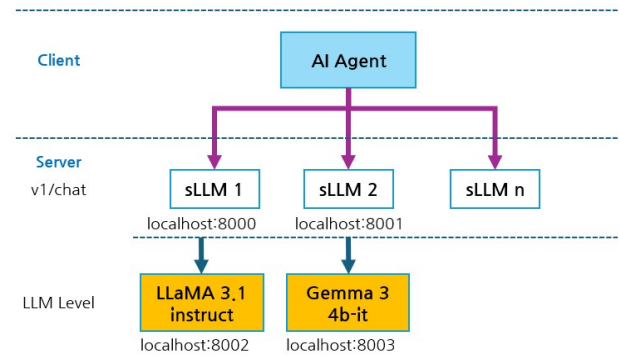 Client
AI Agent
Server
v1/chat
sLLM 1
sLLM 2
sLLM n
localhost:8000
localhost:8001
LLM Level
LLaMA 3.1
instruct
Gemma 3
4b-it
localhost:8002
localhost:8003